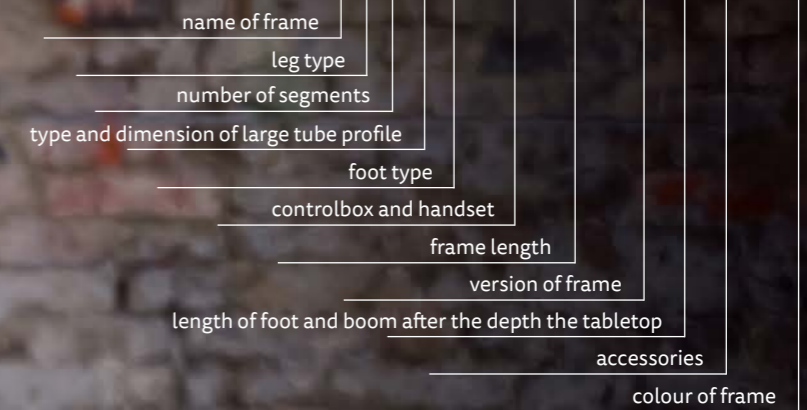 name of frame
leg type
number of segments
type and dimension of large tube profile
foot type
controlbox and handset
frame length
version of frame
length of foot and boom after the depth the tabletop
accessories
colour of frame